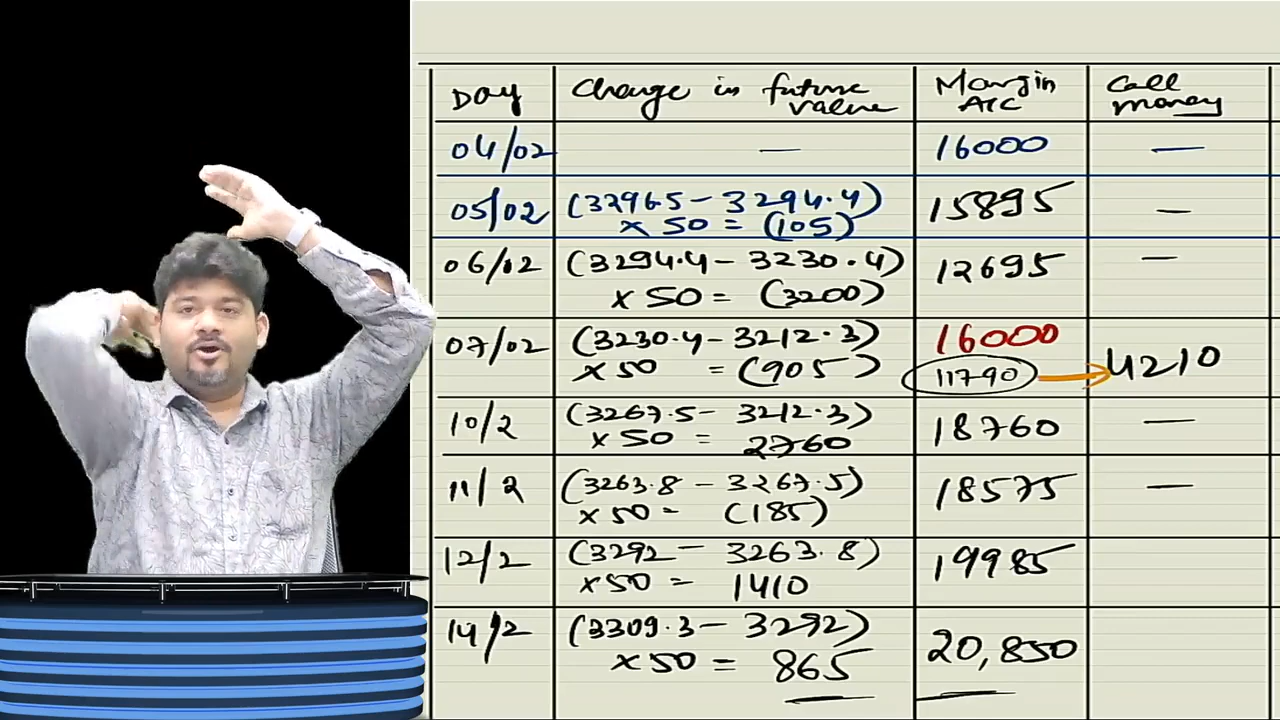 Day Change in future value Margin A/C Call money
04/02 — 16000 —
05/02 (3296.5 - 3294.4) × 50 = (105) 15895 —
06/02 (3294.4 - 3230.4) × 50 = (3200) 12695 —
07/02 (3230.4 - 3212.3) × 50 = (905) 16000 11790 → 4210
10/2 (3267.5 - 3212.3) × 50 = 2760 18760 —
11/2 (3263.8 - 3267.5) × 50 = (185) 18575 —
12/2 (3292 - 3263.8) × 50 = 1410 19985
14/2 (3309.3 - 3292) × 50 = 865 20,850